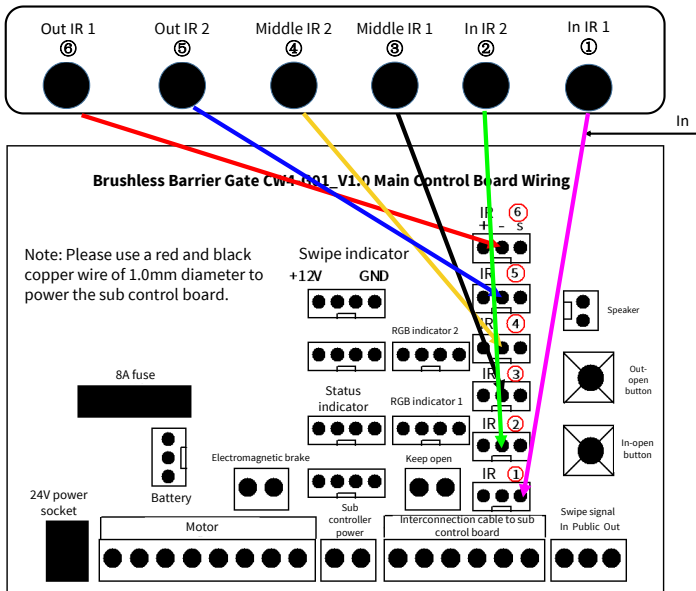 Out IR 1 Out IR 2 Middle IR 2 Middle IR 1 In IR 2 In IR 1
⑥ ⑤ ④ ③ ② ①
In
Brushless Barrier Gate CW4-G01_V1.0 Main Control Board Wiring
IR ⑥
+ - s
Note: Please use a red and black
copper wire of 1.0mm diameter to
power the sub control board.
Swipe indicator
+12V GND
IR ⑤
Speaker
IR ④
RGB indicator 2
8A fuse
IR ③
Out-
open
button
Status
indicator
RGB indicator 1
IR ②
In-open
button
Electromagnetic brake
Keep open
IR ①
Battery
24V power
socket
Sub
controller
power
Motor
Interconnection cable to sub
control board
Swipe signal
In Public Out